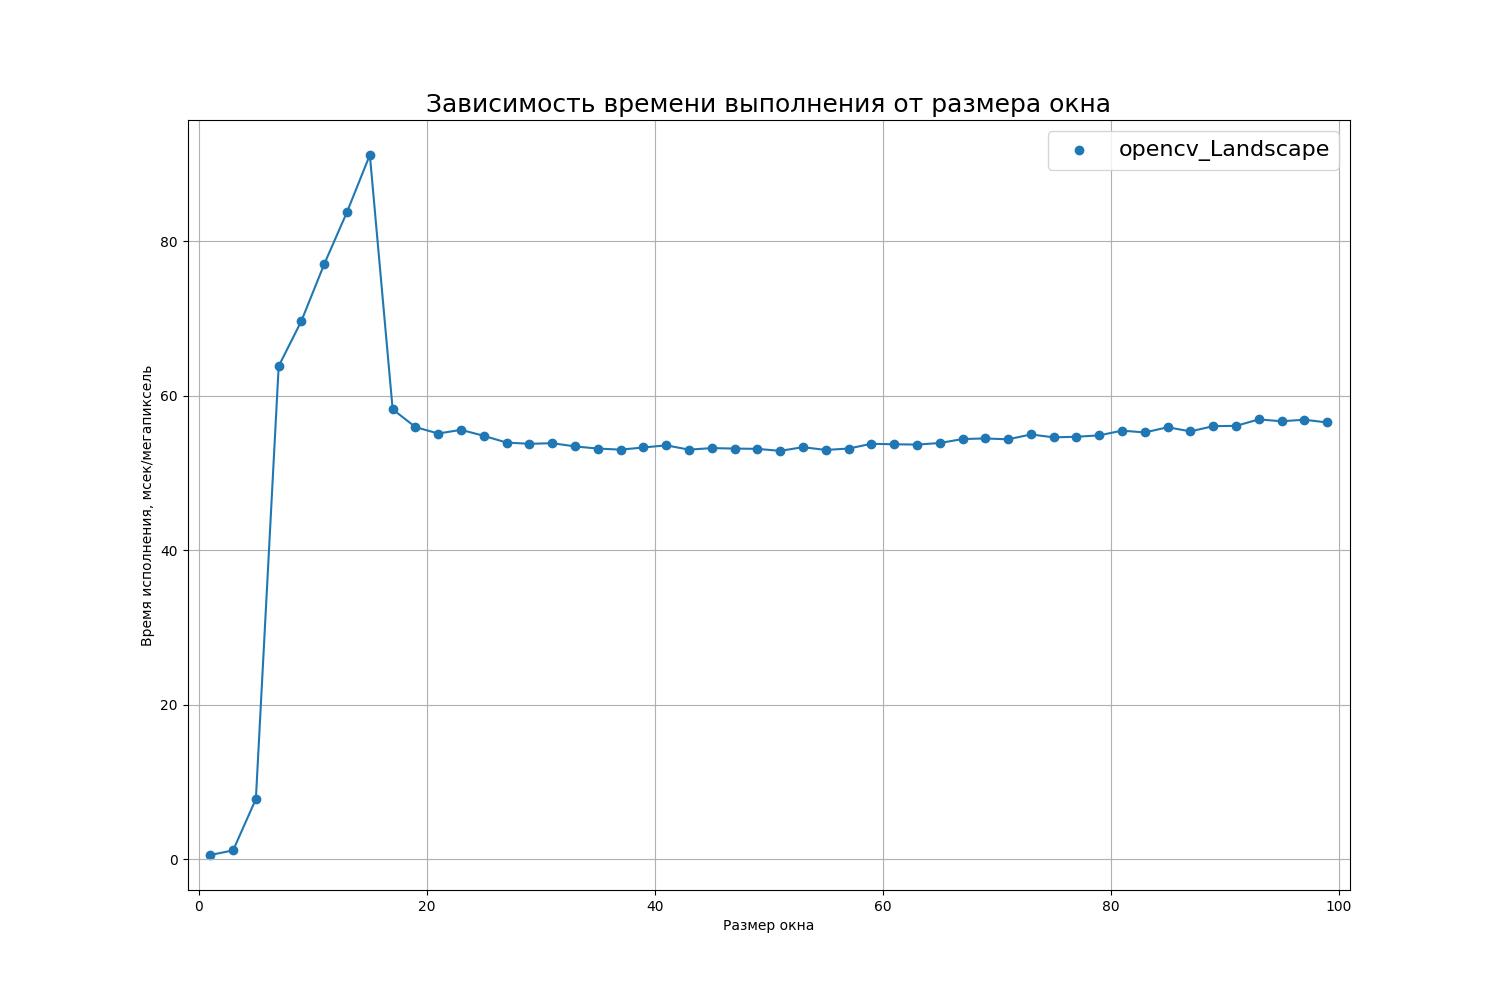 Зависимость времени выполнения от размера окна
opencv_Landscape
Время исполнения, мсек/мегапиксель
80
60
40
20
0
0 20 40 60 80 100
Размер окна